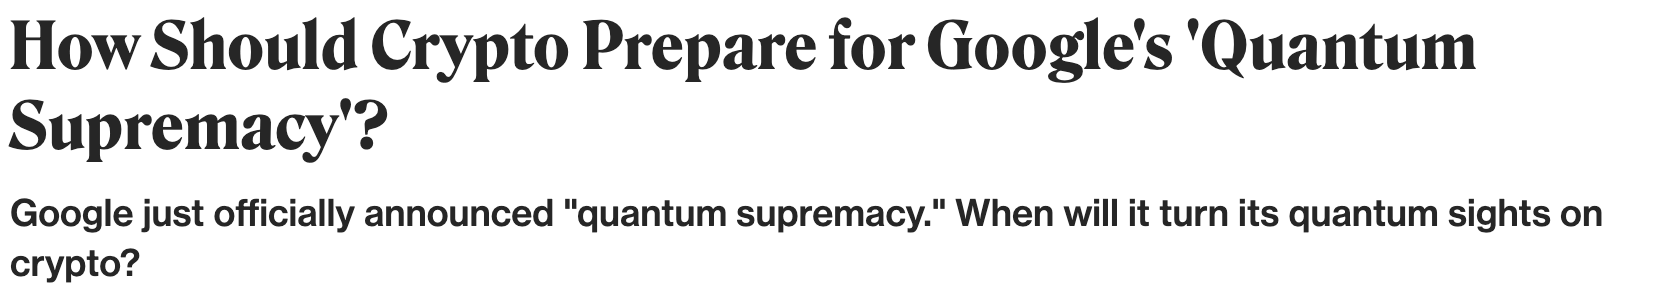 How Should Crypto Prepare for Google's 'Quantum
Supremacy'?
Google just officially announced "quantum supremacy." When will it turn its quantum sights on
crypto?